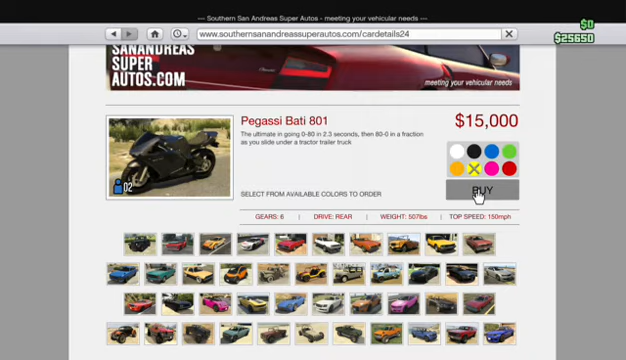 --- Southern San Andreas Super Autos - meeting your vehicular needs ---
$0
$25650
www.southernsanandreassuperautos.com/cardetails24
SANANDREAS
SUPER
AUTOS.COM
meeting your vehicular needs
Pegassi Bati 801
$15,000
The ultimate in going 0-80 in 2.3 seconds, then 80-0 in a fraction
as you slide under a tractor trailer truck
02
SELECT FROM AVAILABLE COLORS TO ORDER
BUY
GEARS: 6 | DRIVE: REAR | WEIGHT: 507lbs | TOP SPEED: 150mph